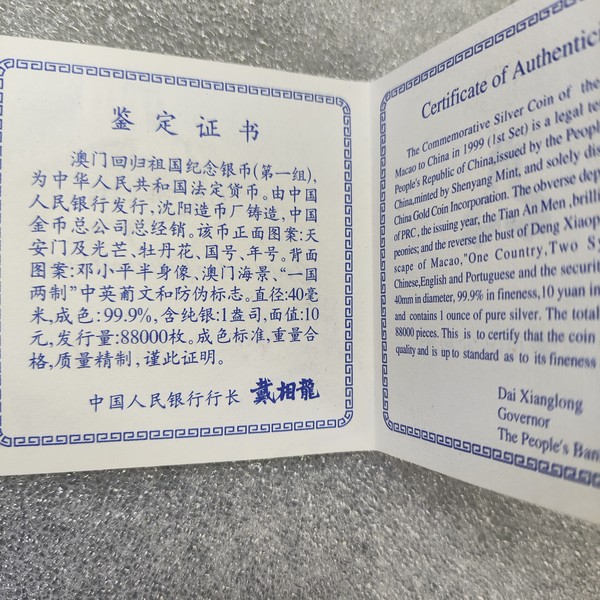 鉴定证书
澳门回归祖国纪念银币(第一组),
为中华人民共和国法定货币。由中国
人民银行发行,沈阳造币厂铸造,中国
金币总公司总经销。该币正面图案:天
安门及光芒、牡丹花、国号、年号。背面
图案:邓小平半身像、澳门海景、“一国
两制”中英葡文和防伪标志。直径:40毫
米,成色:99.9%,含纯银:1盎司,面值:10
元,发行量:88000枚。成色标准,重量合
格,质量精制,谨此证明。
中国人民银行行长 戴相龍
Certificate of
The Commemorative Silver Coin of the
Macao to China in 1999 (1st Set) is a legal
People's Republic of China,issued by the
China,minted by Shenyang Mint, and solely
China Gold Coin Incorporation. The obverse
of PRC, the issuing year, the Tian An Men,
peonies; and the reverse the bust of Deng
scape of Macao,"One Country,Two
Chinese,English and Portuguese and the
40mm in diameter, 99.9% in fineness,10 yuan in
and contains 1 ounce of pure silver. The total
88000 pieces. This is to certify that the coin
quality and is up to standard as to its fineness
Dai Xianglong
Governor
The People's